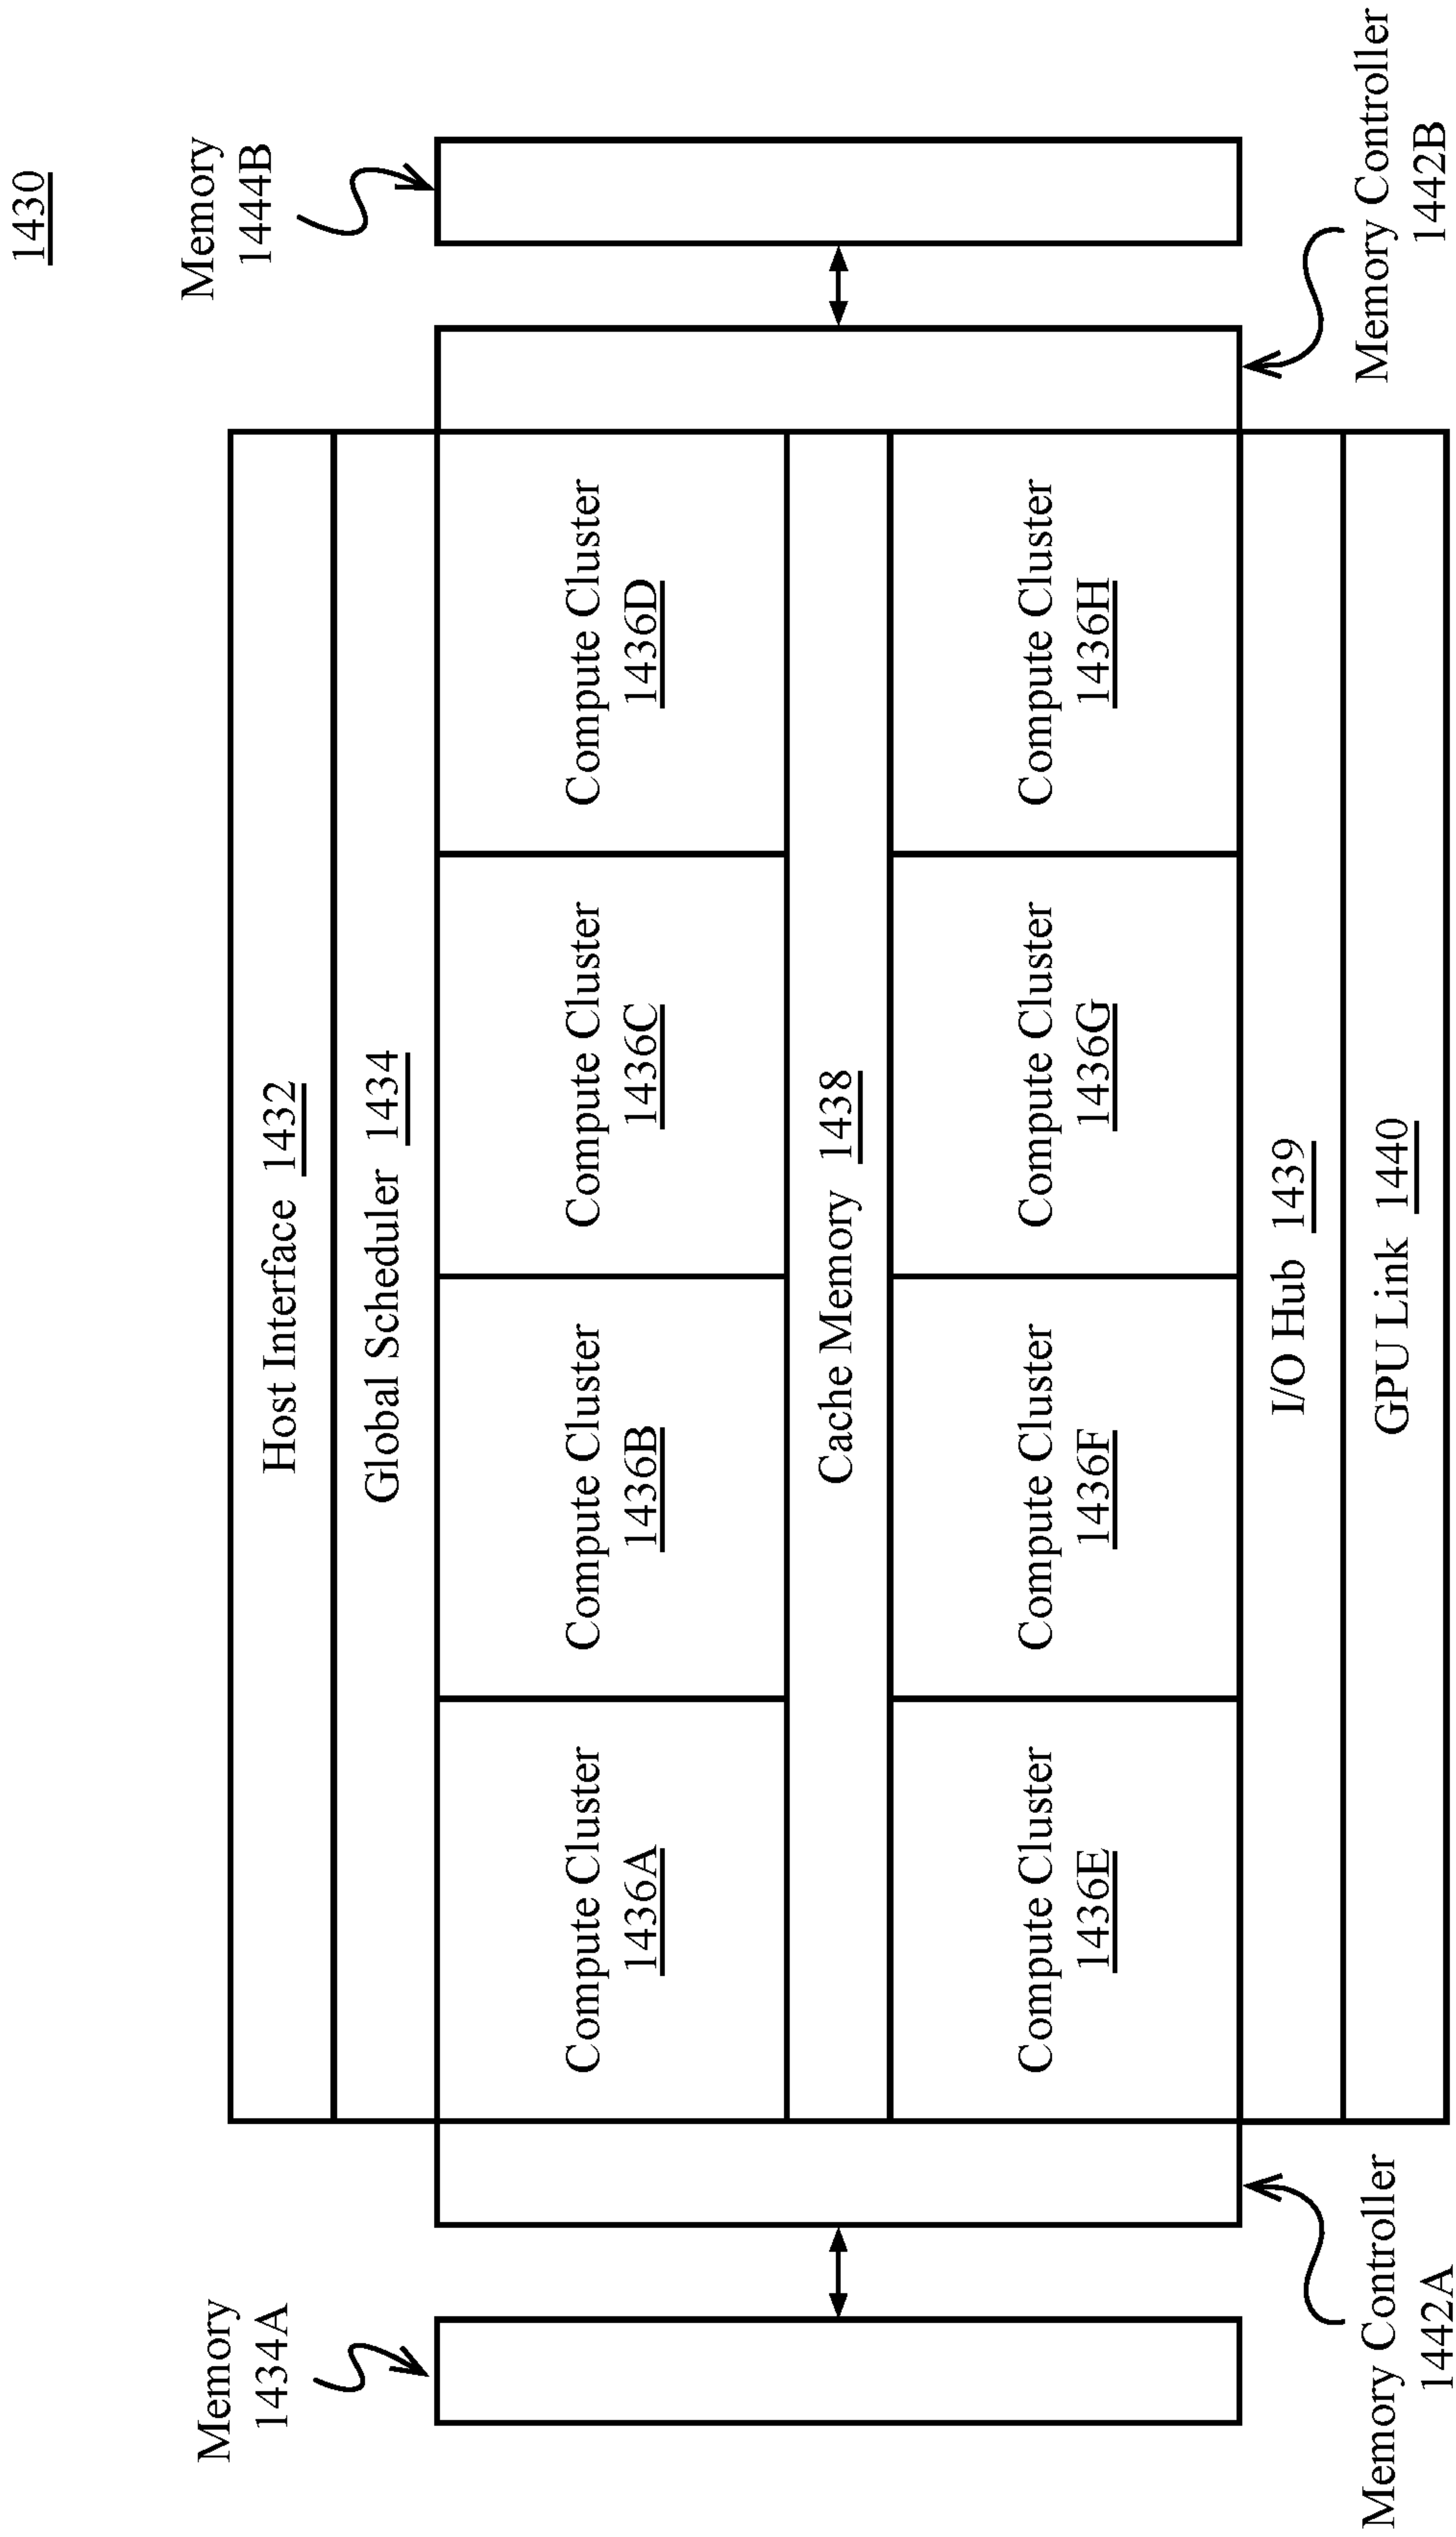 1430
Memory
1434A
Memory
1444B
Host Interface 1432
Global Scheduler 1434
Compute Cluster
1436A
Compute Cluster
1436B
Compute Cluster
1436C
Compute Cluster
1436D
Cache Memory 1438
Compute Cluster
1436E
Compute Cluster
1436F
Compute Cluster
1436G
Compute Cluster
1436H
I/O Hub 1439
GPU Link 1440
Memory Controller
1442A
Memory Controller
1442B